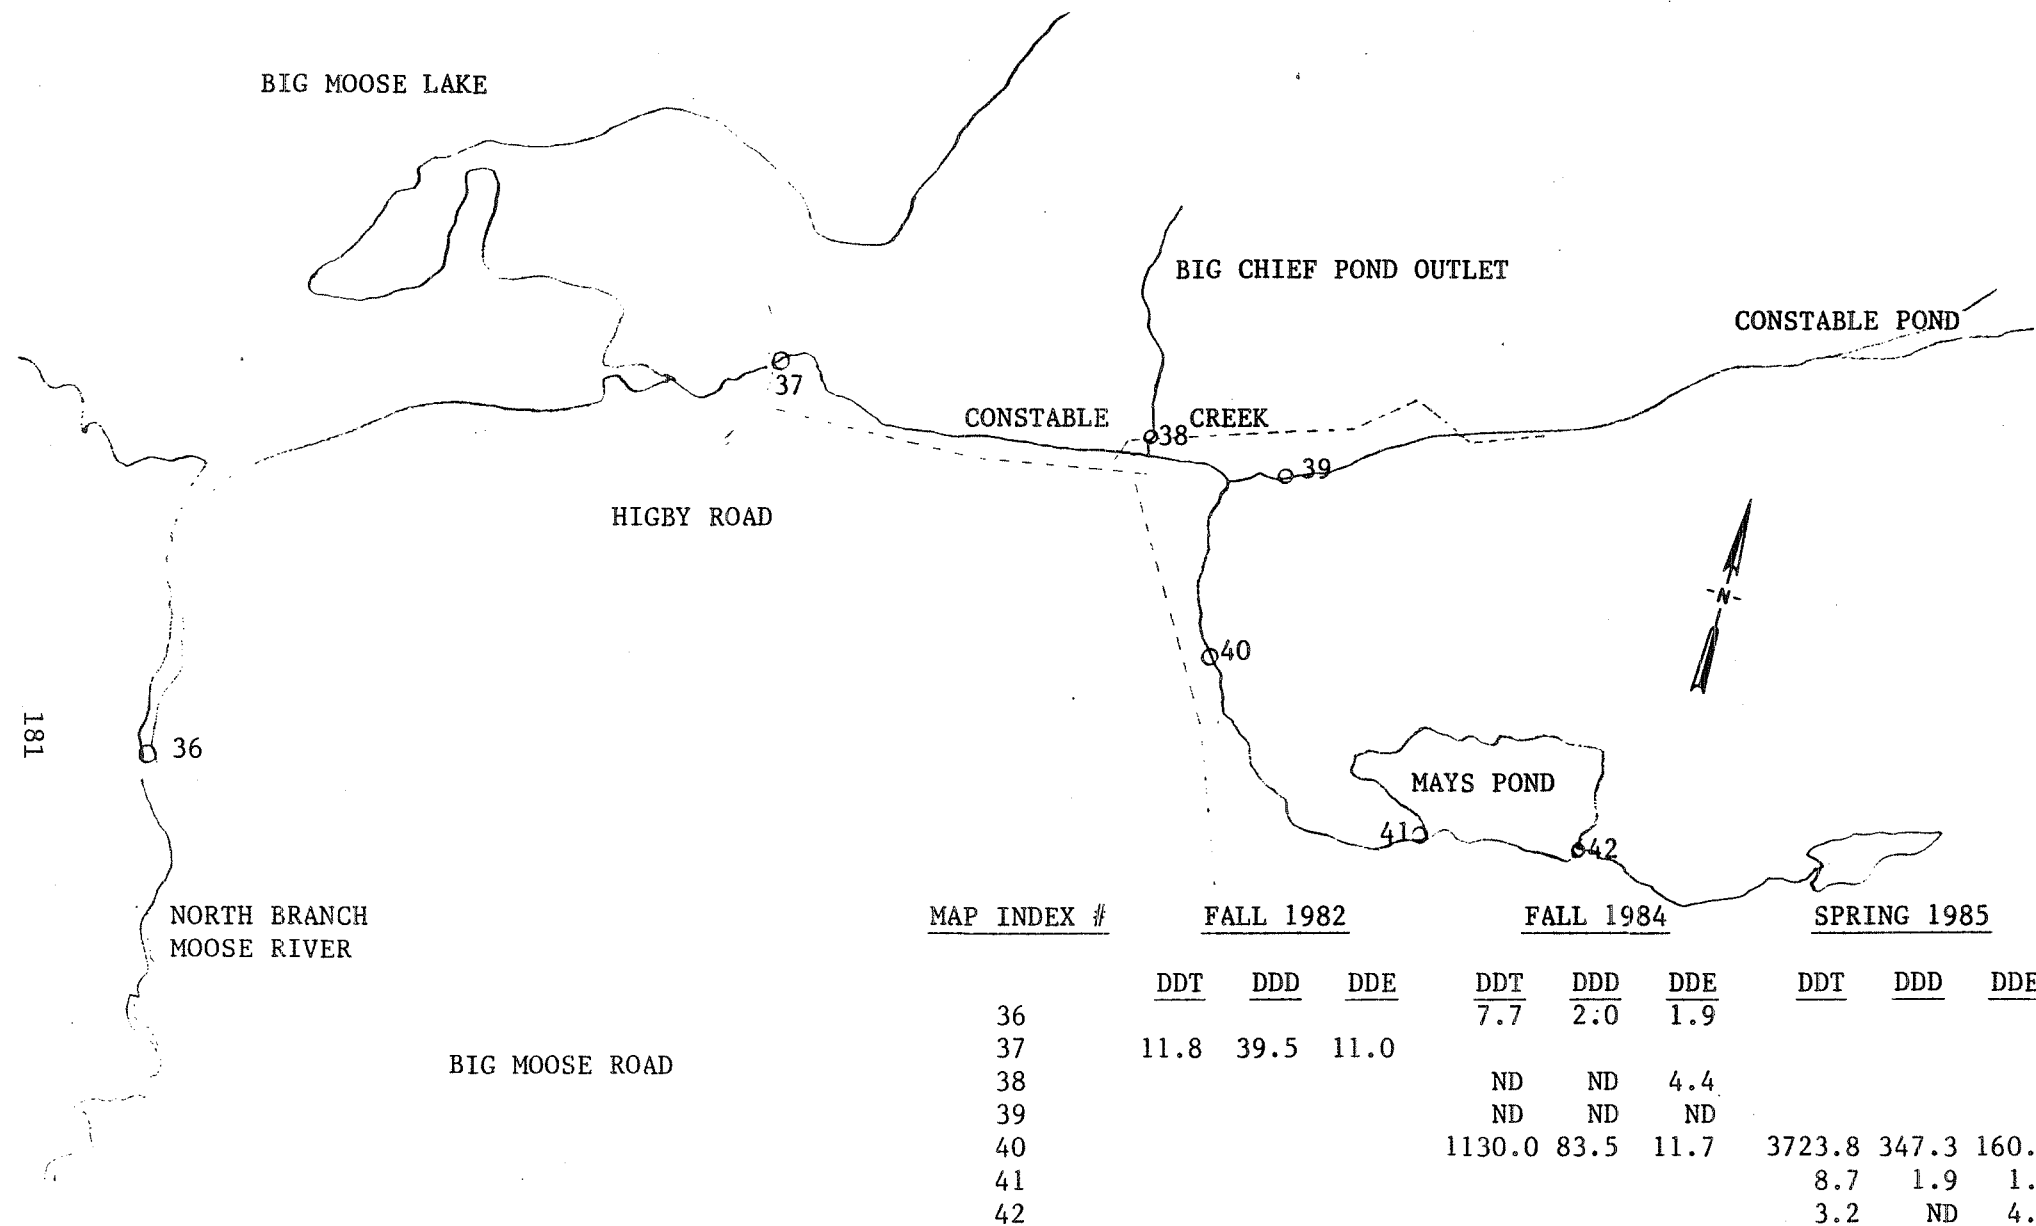 BIG MOOSE LAKE
BIG CHIEF POND OUTLET
CONSTABLE POND
37
CONSTABLE CREEK
38
39
HIGBY ROAD
-N-
40
181
36
MAYS POND
41
42
NORTH BRANCH
MOOSE RIVER
BIG MOOSE ROAD
MAP INDEX # FALL 1982 FALL 1984 SPRING 1985
DDT DDD DDE DDT DDD DDE DDT DDD DDE
36 7.7 2.0 1.9
37 11.8 39.5 11.0
38 ND ND 4.4
39 ND ND ND
40 1130.0 83.5 11.7 3723.8 347.3 160.
41 8.7 1.9 1.
42 3.2 ND 4.